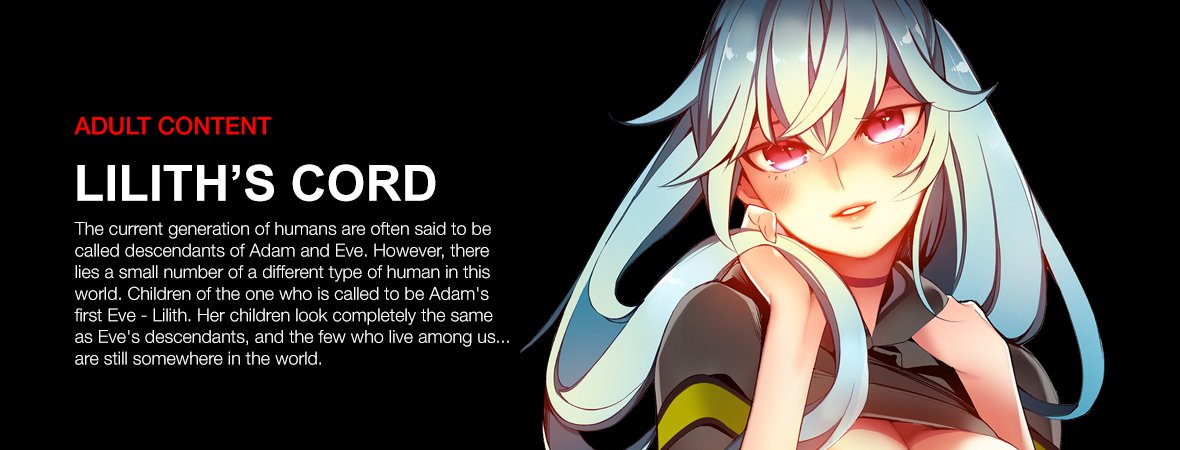 ADULT CONTENT
LILITH'S CORD
The current generation of humans are often said to be
called descendants of Adam and Eve. However, there
lies a small number of a different type of human in this
world. Children of the one who is called to be Adam's
first Eve - Lilith. Her children look completely the same
as Eve's descendants, and the few who live among us...
are still somewhere in the world.